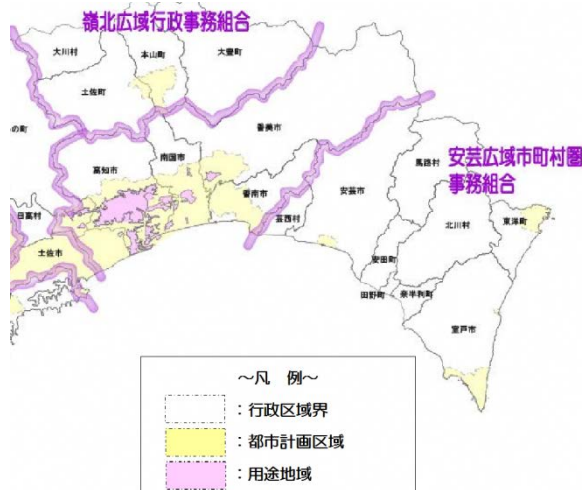 嶺北広域行政事務組合
大川村
本山町
大豊町
土佐町
の町
香美市
高知市
南国市
馬路村
安芸広域市町村圏
事務組合
日高村
香南市
安芸市
芸西村
北川村
東洋町
土佐市
安田町
田野町
奈半利町
室戸市
～凡 例～
：行政区域界
：都市計画区域
：用途地域